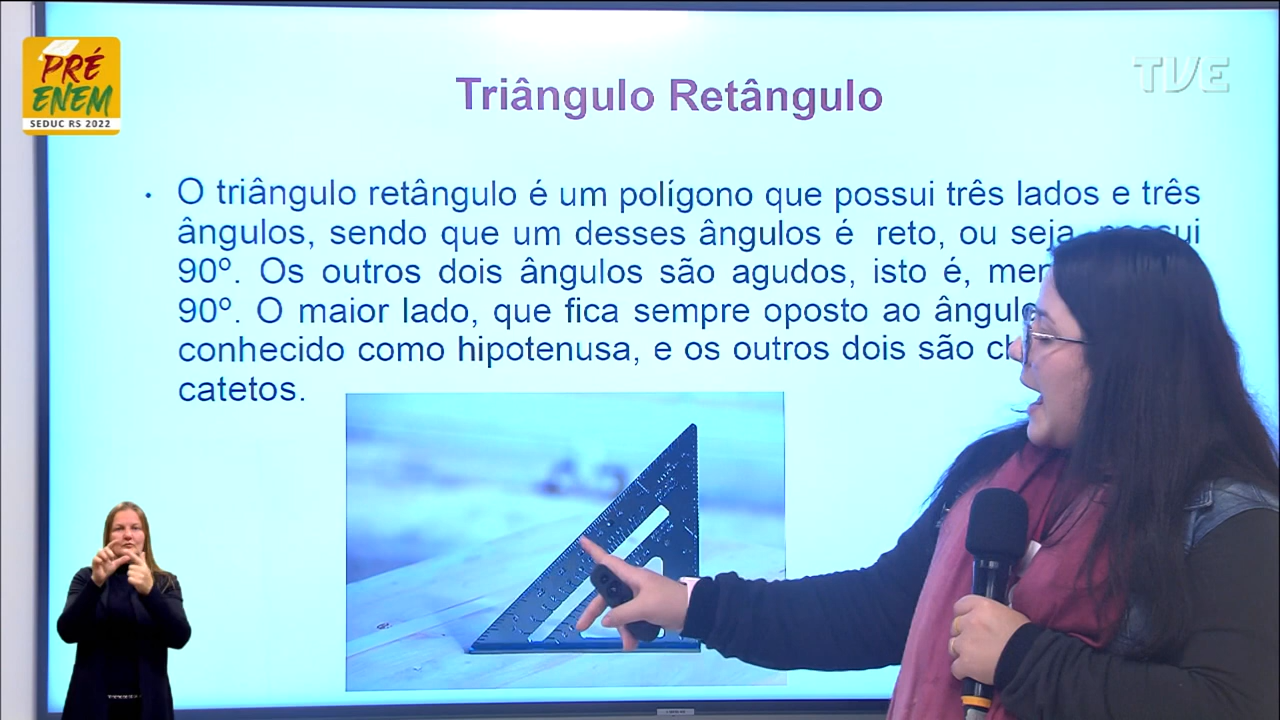 PRÉ
ENEM
SEDUC RS 2022
TVE
Triângulo Retângulo
• O triângulo retângulo é um polígono que possui três lados e três
ângulos, sendo que um desses ângulos é reto, ou seja,
90º. Os outros dois ângulos são agudos, isto é,
90º. O maior lado, que fica sempre oposto ao
conhecido como hipotenusa, e os outros dois são
catetos.